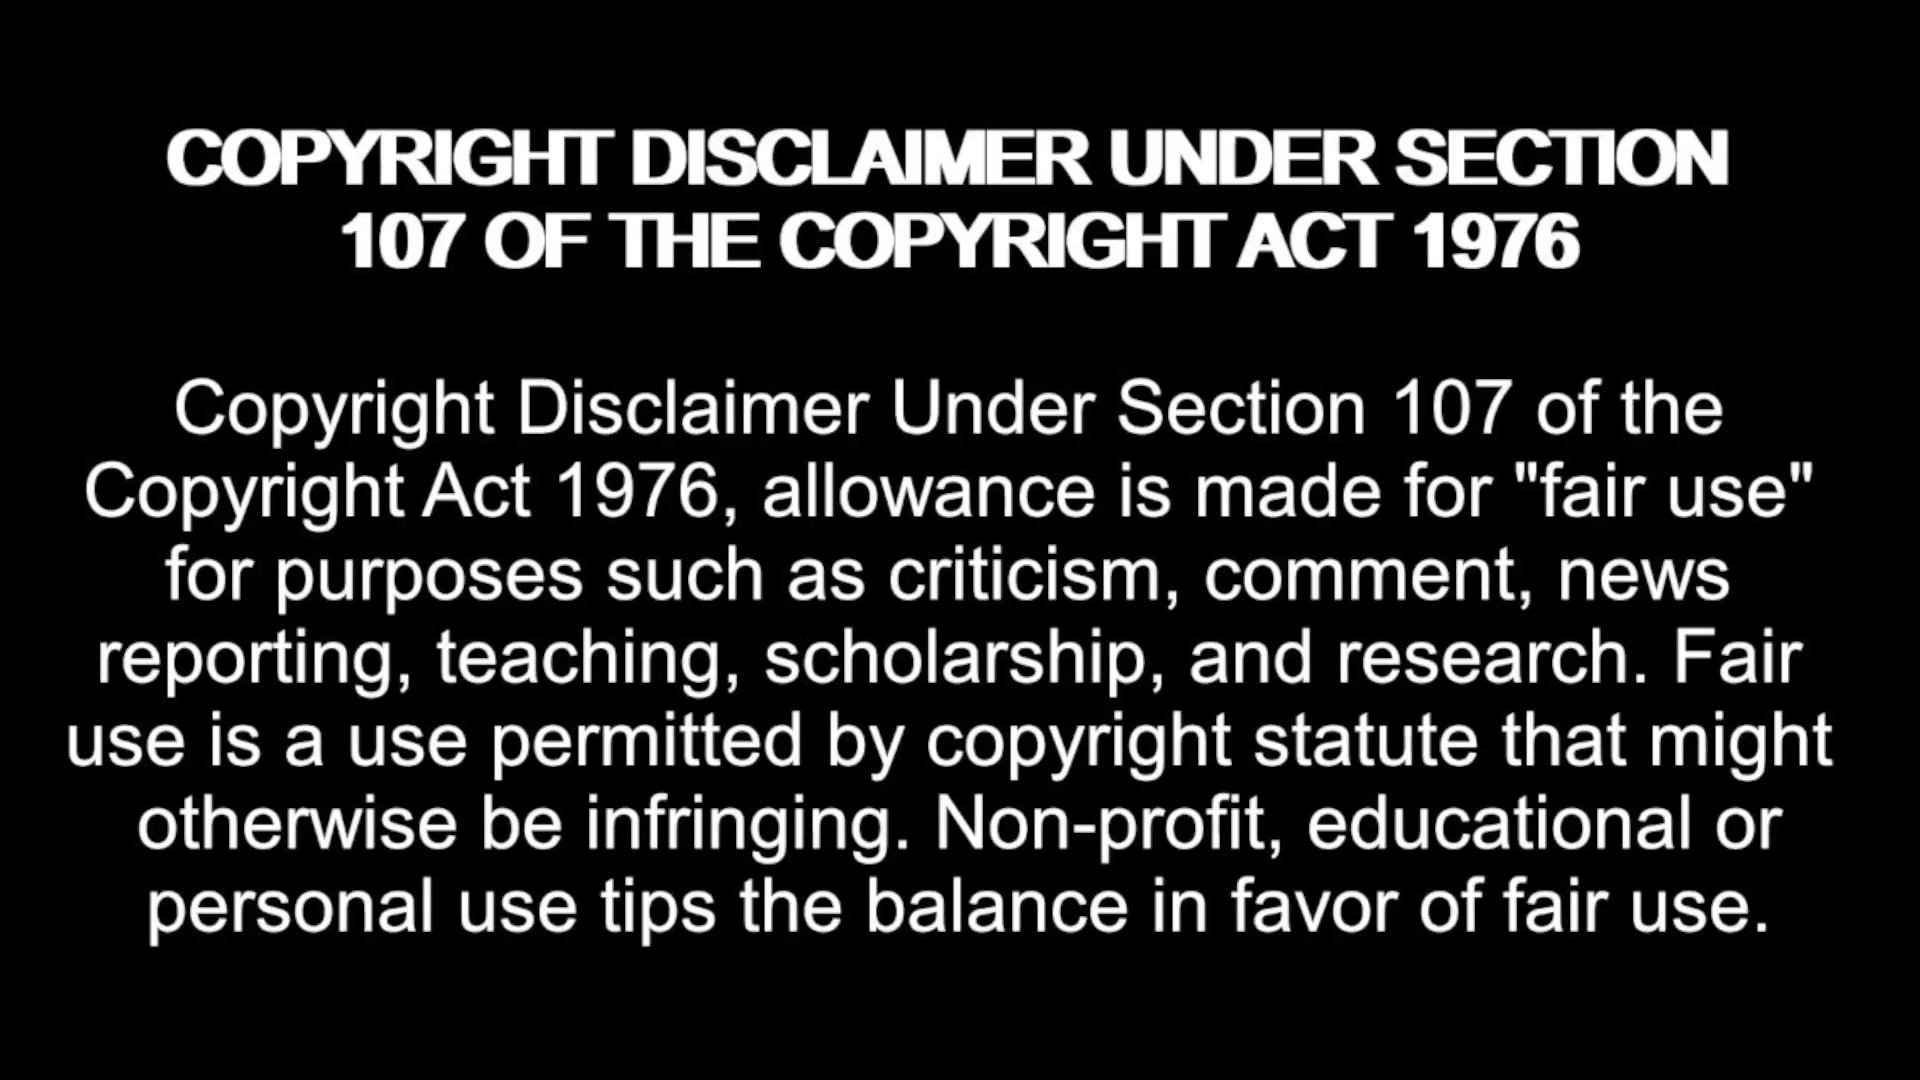 COPYRIGHT DISCLAIMER UNDER SECTION
107 OF THE COPYRIGHT ACT 1976
Copyright Disclaimer Under Section 107 of the
Copyright Act 1976, allowance is made for "fair use"
for purposes such as criticism, comment, news
reporting, teaching, scholarship, and research. Fair
use is a use permitted by copyright statute that might
otherwise be infringing. Non-profit, educational or
personal use tips the balance in favor of fair use.